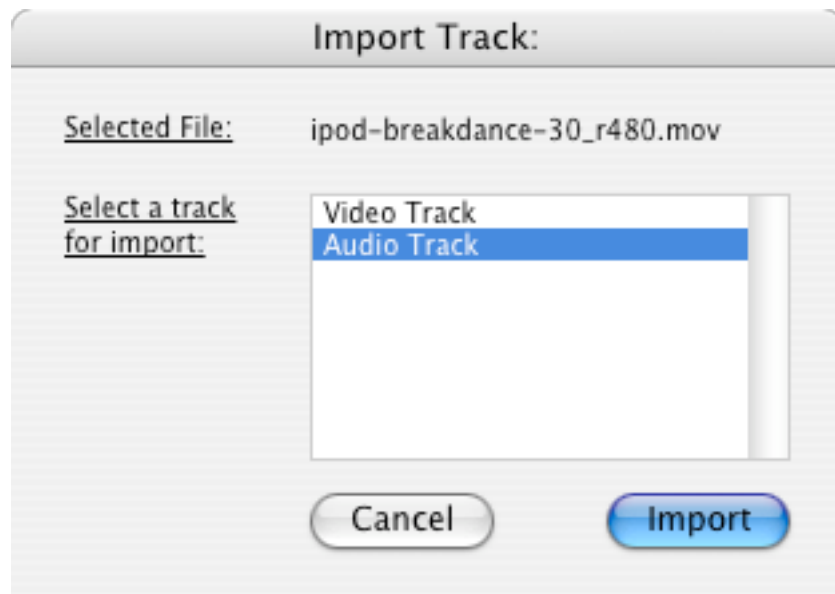 Import Track:
Selected File: ipod-breakdance-30_r480.mov
Select a track
for import:
Video Track
Audio Track
Cancel Import